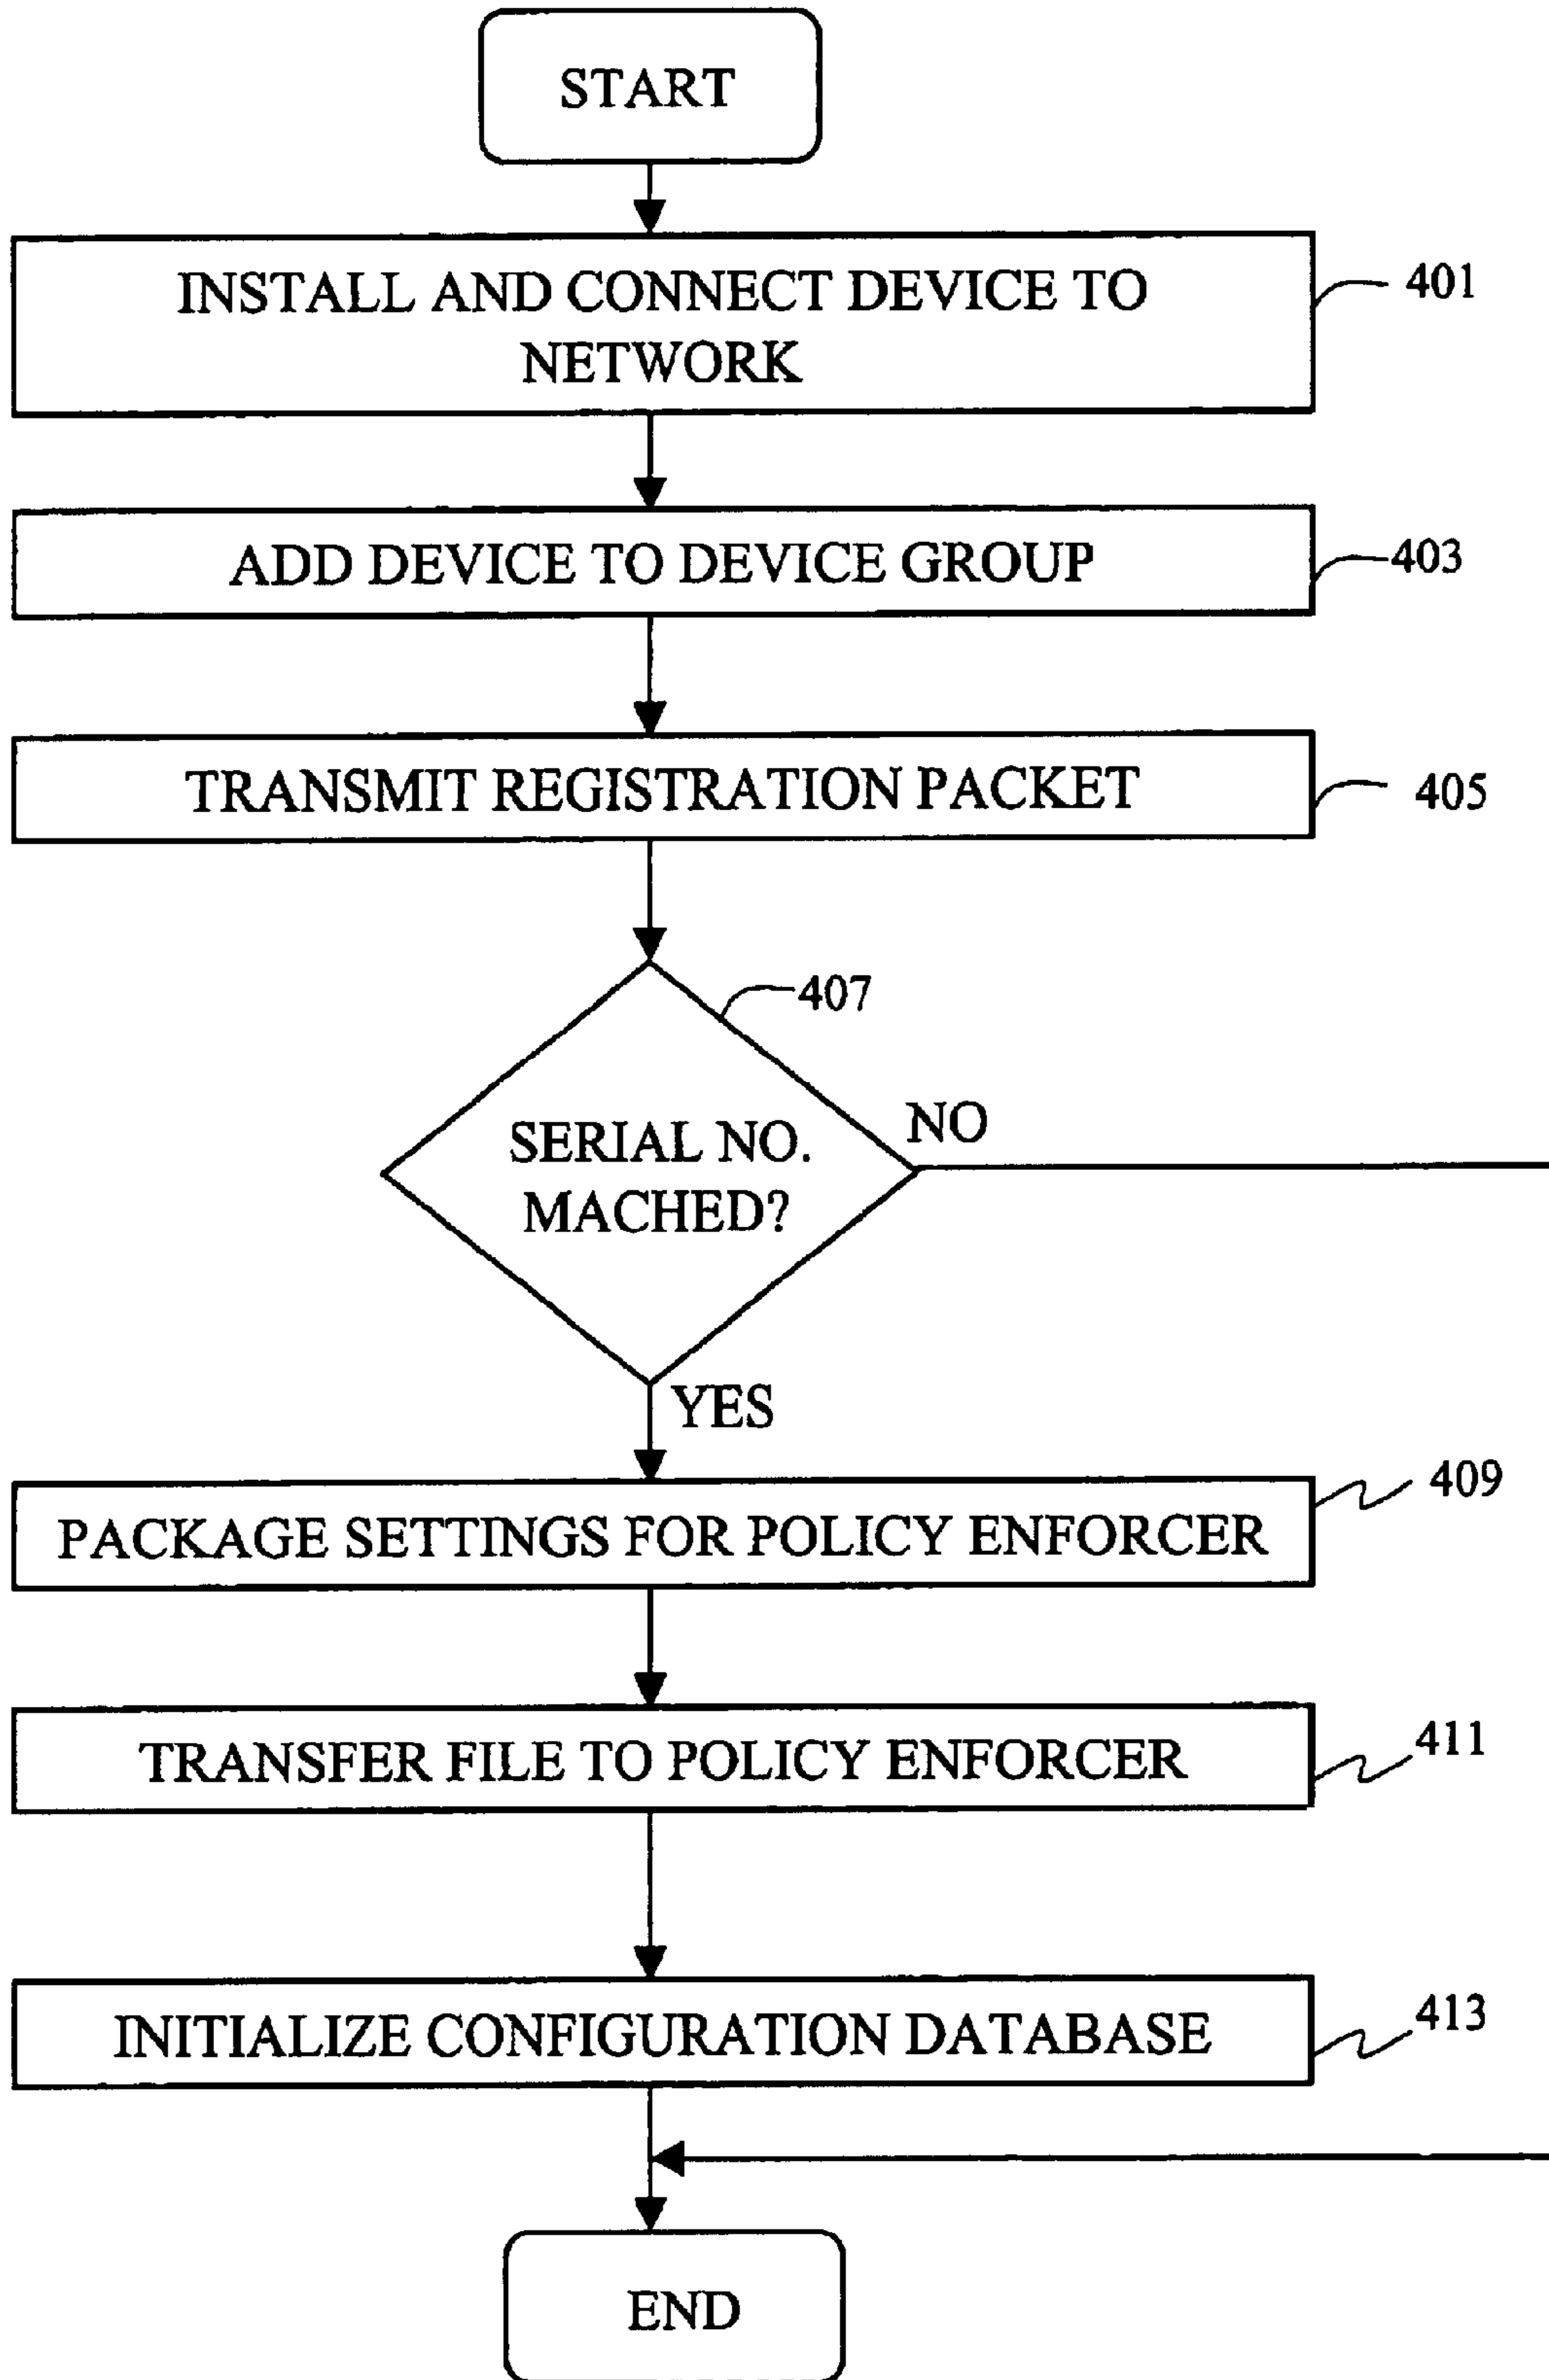 START
INSTALL AND CONNECT DEVICE TO
NETWORK
401
ADD DEVICE TO DEVICE GROUP
403
TRANSMIT REGISTRATION PACKET
405
407
SERIAL NO.
MACHED?
NO
YES
PACKAGE SETTINGS FOR POLICY ENFORCER
409
TRANSFER FILE TO POLICY ENFORCER
411
INITIALIZE CONFIGURATION DATABASE
413
END